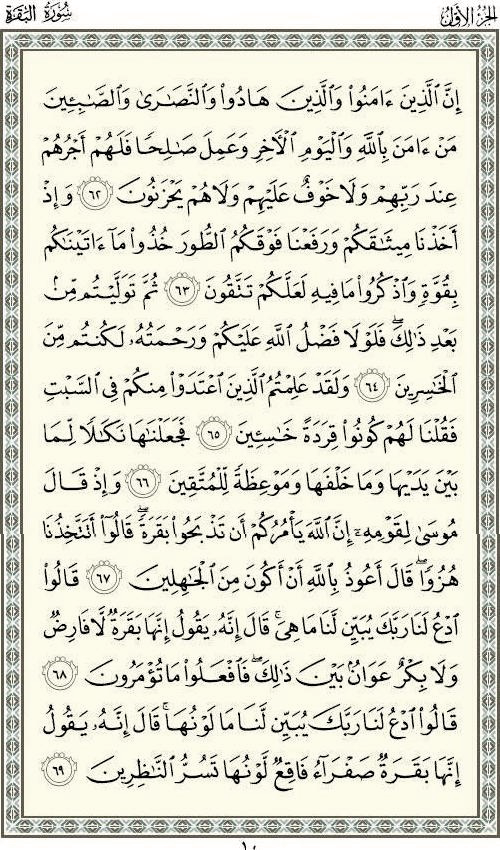 الجزء الأول
سورة البقرة
إِنَّ ٱلَّذِينَ ءَامَنُوا۟ وَٱلَّذِينَ هَادُوا۟ وَٱلنَّصَـٰرَىٰ وَٱلصَّـٰبِـِٔينَ
مَنْ ءَامَنَ بِٱللَّهِ وَٱلْيَوْمِ ٱلْـَٔاخِرِ وَعَمِلَ صَـٰلِحًا فَلَهُمْ أَجْرُهُمْ
عِندَ رَبِّهِمْ وَلَا خَوْفٌ عَلَيْهِمْ وَلَا هُمْ يَحْزَنُونَ ٦٢ وَإِذْ
أَخَذْنَا مِيثَـٰقَكُمْ وَرَفَعْنَا فَوْقَكُمُ ٱلطُّورَ خُذُوا۟ مَآ ءَاتَيْنَـٰكُم
بِقُوَّةٍ وَٱذْكُرُوا۟ مَا فِيهِ لَعَلَّكُمْ تَتَّقُونَ ٦٣ ثُمَّ تَوَلَّيْتُم مِّنۢ
بَعْدِ ذَٰلِكَ ۖ فَلَوْلَا فَضْلُ ٱللَّهِ عَلَيْكُمْ وَرَحْمَتُهُۥ لَكُنتُم مِّنَ
ٱلْخَـٰسِرِينَ ٦٤ وَلَقَدْ عَلِمْتُمُ ٱلَّذِينَ ٱعْتَدَوْا۟ مِنكُمْ فِى ٱلسَّبْتِ
فَقُلْنَا لَهُمْ كُونُوا۟ قِرَدَةً خَـٰسِـِٔينَ ٦٥ فَجَعَلْنَـٰهَا نَكَـٰلًا لِّمَا
بَيْنَ يَدَيْهَا وَمَا خَلْفَهَا وَمَوْعِظَةً لِّلْمُتَّقِينَ ٦٦ وَإِذْ قَالَ
مُوسَىٰ لِقَوْمِهِۦٓ إِنَّ ٱللَّهَ يَأْمُرُكُمْ أَن تَذْبَحُوا۟ بَقَرَةً ۖ قَالُوٓا۟ أَتَتَّخِذُنَا
هُزُوًا ۖ قَالَ أَعُوذُ بِٱللَّهِ أَنْ أَكُونَ مِنَ ٱلْجَـٰهِلِينَ ٦٧ قَالُوا۟
ٱدْعُ لَنَا رَبَّكَ يُبَيِّن لَّنَا مَا هِىَ ۚ قَالَ إِنَّهُۥ يَقُولُ إِنَّهَا بَقَرَةٌ لَّا فَارِضٌ
وَلَا بِكْرٌ عَوَانٌۢ بَيْنَ ذَٰلِكَ ۖ فَٱفْعَلُوا۟ مَا تُؤْمَرُونَ ٦٨
قَالُوا۟ ٱدْعُ لَنَا رَبَّكَ يُبَيِّن لَّنَا مَا لَوْنُهَا ۚ قَالَ إِنَّهُۥ يَقُولُ
إِنَّهَا بَقَرَةٌ صَفْرَآءُ فَاقِعٌ لَّوْنُهَا تَسُرُّ ٱلنَّـٰظِرِينَ ٦٩
١٠